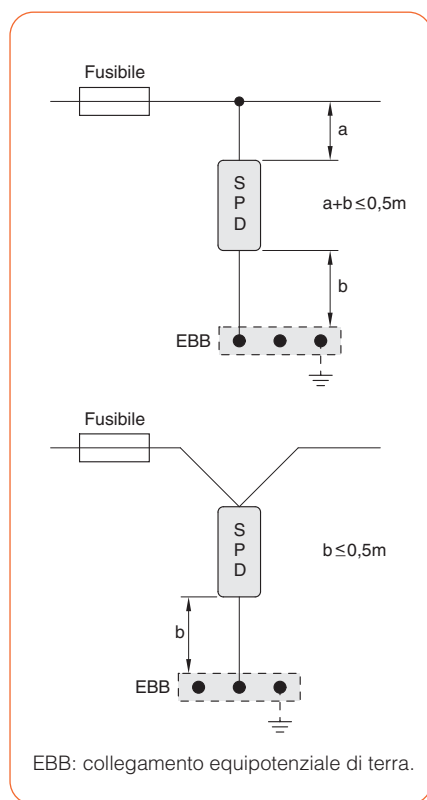 Fusibile
a
S
P
D
a+b≤0,5m
b
EBB
Fusibile
S
P
D
b≤0,5m
b
EBB
EBB: collegamento equipotenziale di terra.